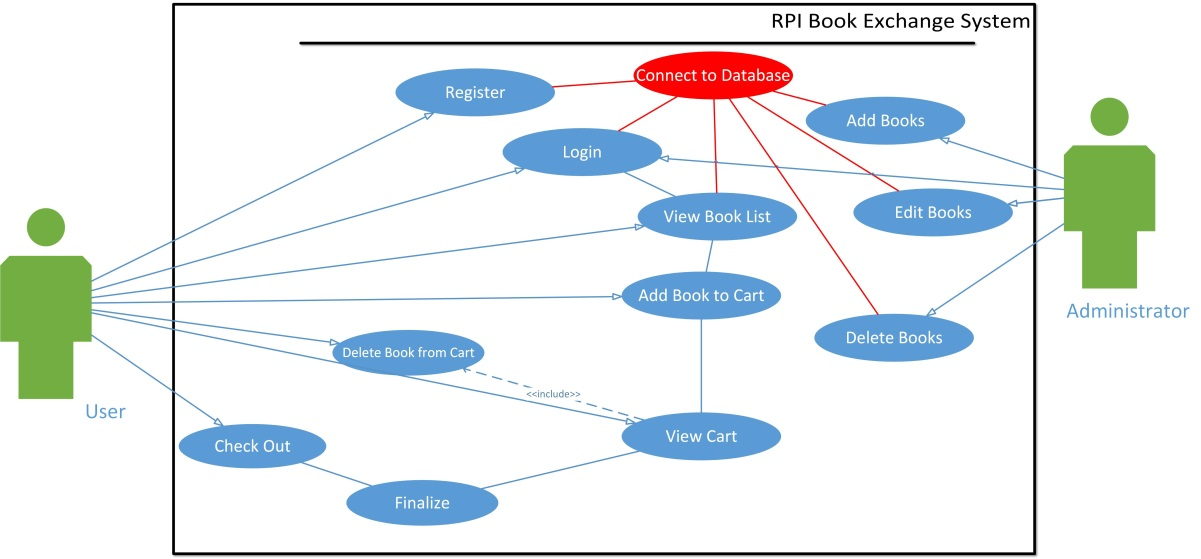 RPI Book Exchange System
Connect to Database
Register
Add Books
Login
View Book List
Edit Books
Add Book to Cart
Administrator
Delete Books
Delete Book from Cart
<<include>>
User
View Cart
Check Out
Finalize